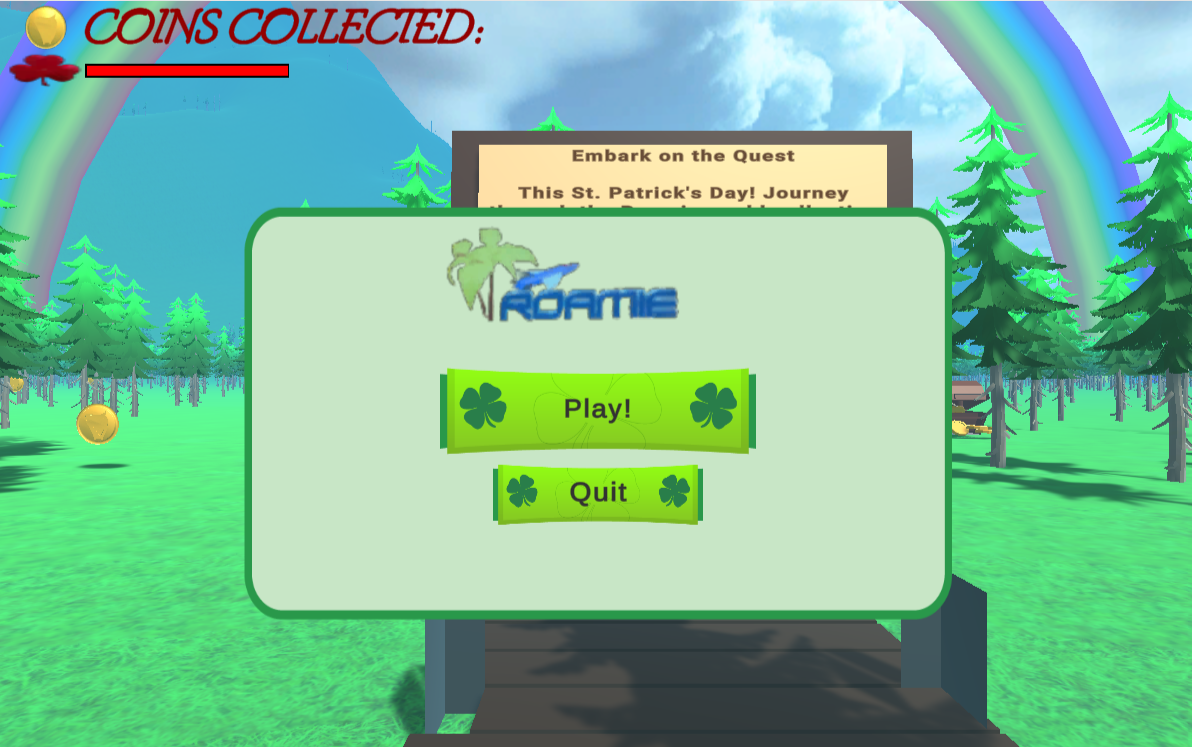 COINS COLLECTED:
Embark on the Quest
This St. Patrick's Day! Journey
ROAMIE
Play!
Quit